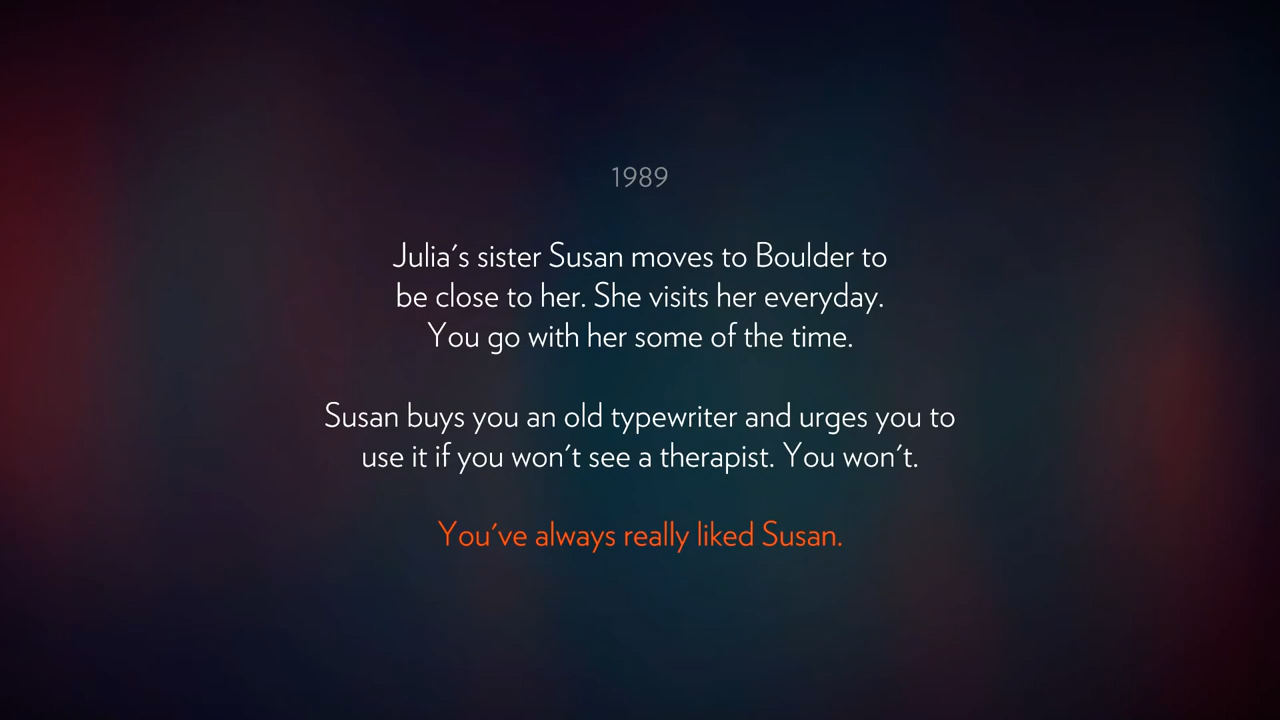 1989
Julia's sister Susan moves to Boulder to
be close to her. She visits her everyday.
You go with her some of the time.
Susan buys you an old typewriter and urges you to
use it if you won't see a therapist. You won't.
You've always really liked Susan.